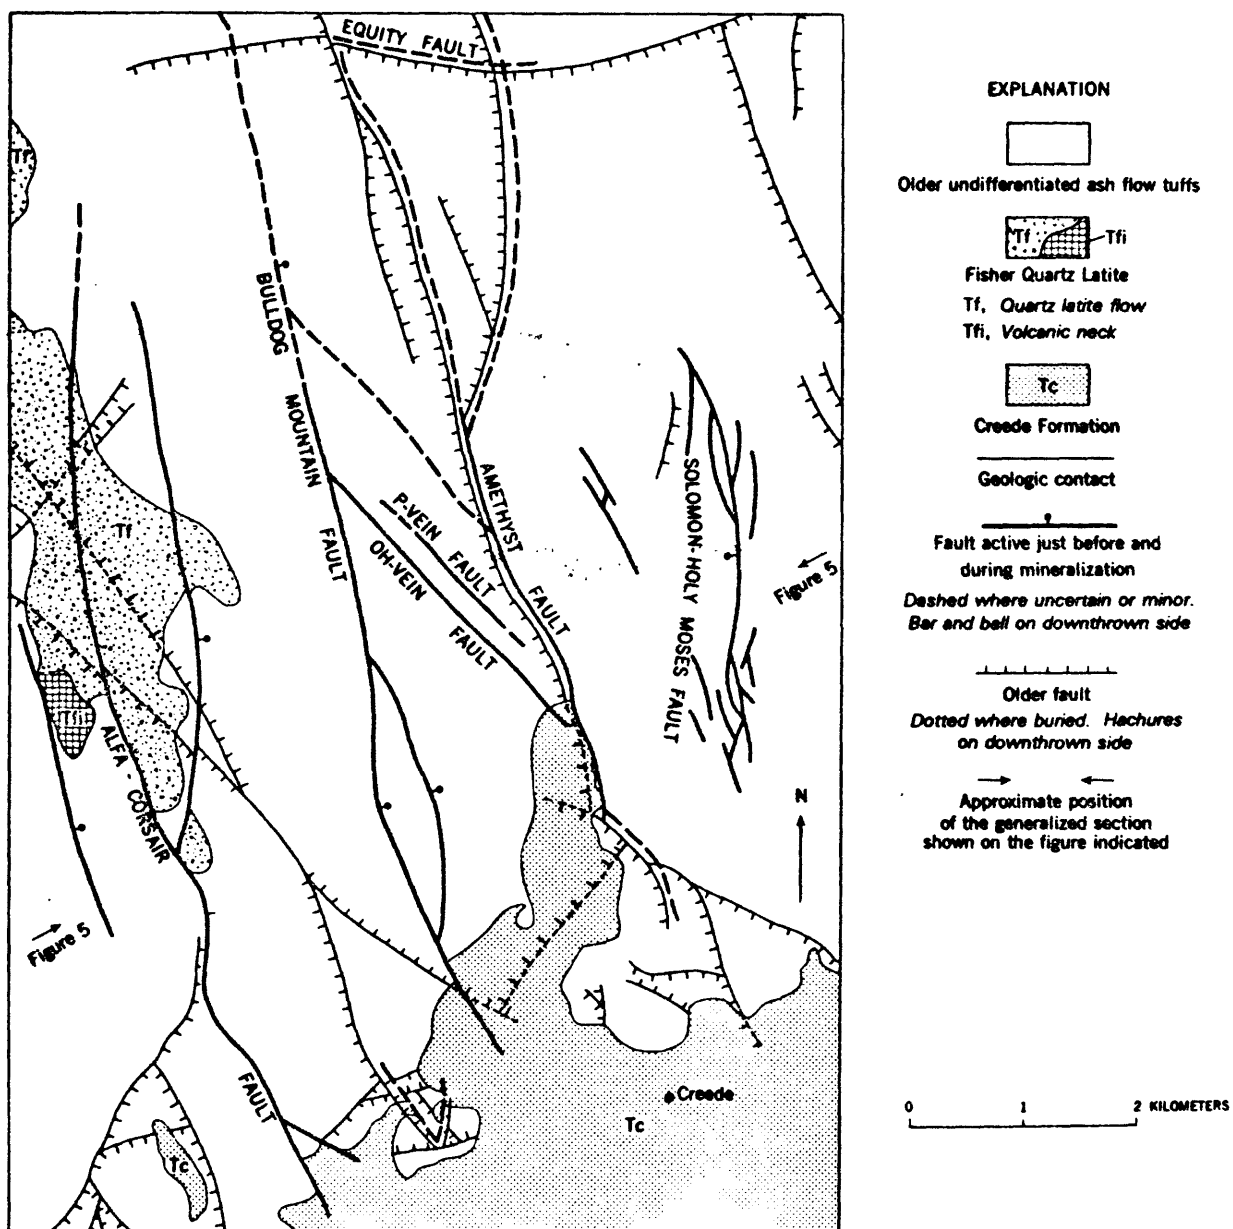 EQUITY FAULT
Tf
BULLDOG
MOUNTAIN
FAULT
AMETHYST
FAULT
P-VEIN
FAULT
OH-VEIN
FAULT
SOLOMON-HOLY MOSES FAULT
Figure 5
Tf
Tfi
ALFA - CORSAIR
FAULT
Figure 5
N
Creede
Tc
Tc
EXPLANATION
Older undifferentiated ash flow tuffs
Tf
Tfi
Fisher Quartz Latite
Tf, Quartz latite flow
Tfi, Volcanic neck
Tc
Creede Formation
Geologic contact
Fault active just before and
during mineralization
Dashed where uncertain or minor.
Bar and ball on downthrown side
Older fault
Dotted where buried. Hachures
on downthrown side
Approximate position
of the generalized section
shown on the figure indicated
0 1 2 KILOMETERS